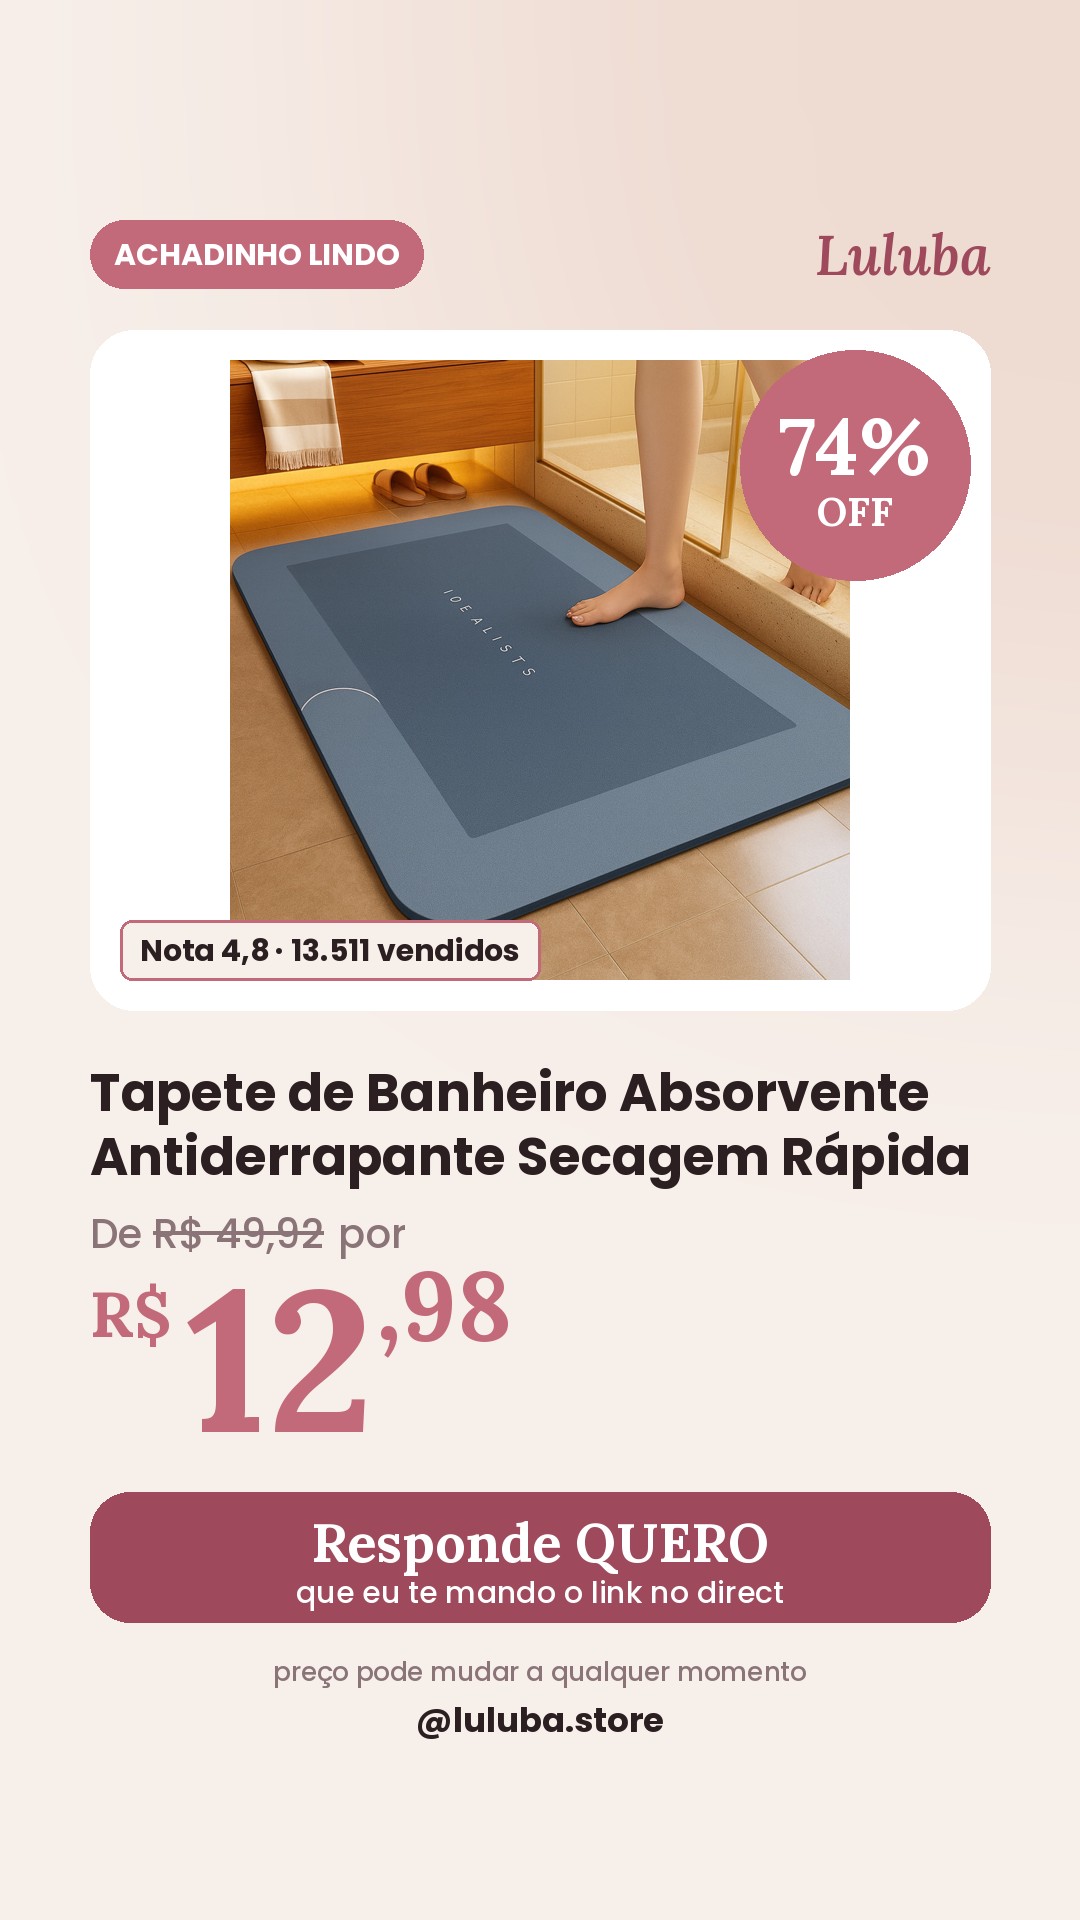 ACHADINHO LINDO
Luluba
74%
OFF
IDEALISTS
Nota 4,8 · 13.511 vendidos
Tapete de Banheiro Absorvente
Antiderrapante Secagem Rápida
De R$ 49,92 por
R$ 12,98
Responde QUERO
que eu te mando o link no direct
preço pode mudar a qualquer momento
@luluba.store